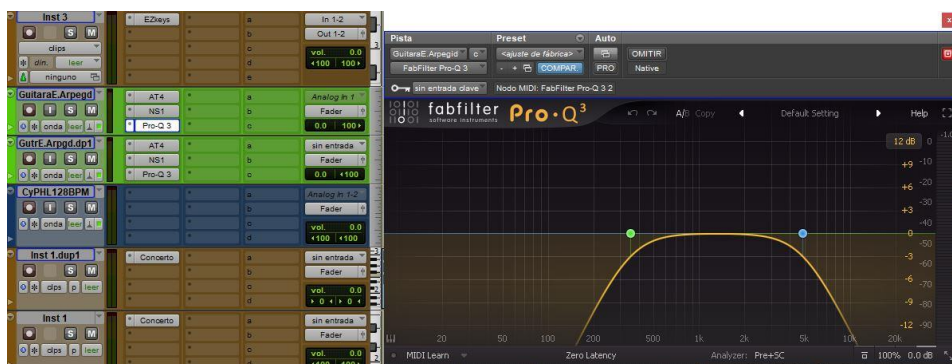 Inst 3
EZkeys
a
In 1-2
S
M
b
Out 1-2
clips
c
vol. 0.0
din. leer
d
100 100
ninguno
e
GuitaraE.Arpegd
AT4
a
Analog In 1
I
S
M
NS1
b
Fader
onda leer
Pro-Q 3
c
0.0 100
GutrE.Arpgd.dp1
AT4
a
sin entrada
I
S
M
NS1
b
Fader
onda leer
Pro-Q 3
c
0.0 100
CyPHL128BPM
a
Analog In 1-2
I
S
M
b
Fader
onda leer
c
vol. 0.0
d
100 100
Inst 1.dup1
Concerto
a
sin entrada
S
M
b
Fader
clps p leer
c
vol. 0.0
d
0 0
Inst 1
Concerto
a
sin entrada
S
M
b
Fader
clps p leer
c
vol. 0.0
d
Pista
Preset
Auto
GuitaraE.Arpegid
c
<ajuste de fábrica>
OMITIR
FabFilter Pro-Q 3
- +
COMPAR.
PRO
Native
sin entrada clave
Nodo MIDI: FabFilter Pro-Q 3 2
fabfilter
software instruments
Pro·Q3
A/B Copy
Default Setting
Help
12 dB 0
+9 -10
-20
+6
-30
+3
-40
0
-50
-3
-60
-6
-70
-9
-80
-12 -90
20 50 100 200 500 1k 2k 5k 10k 20k
MIDI Learn
Zero Latency
Analyzer: Pre+SC
100% 0.0 dB